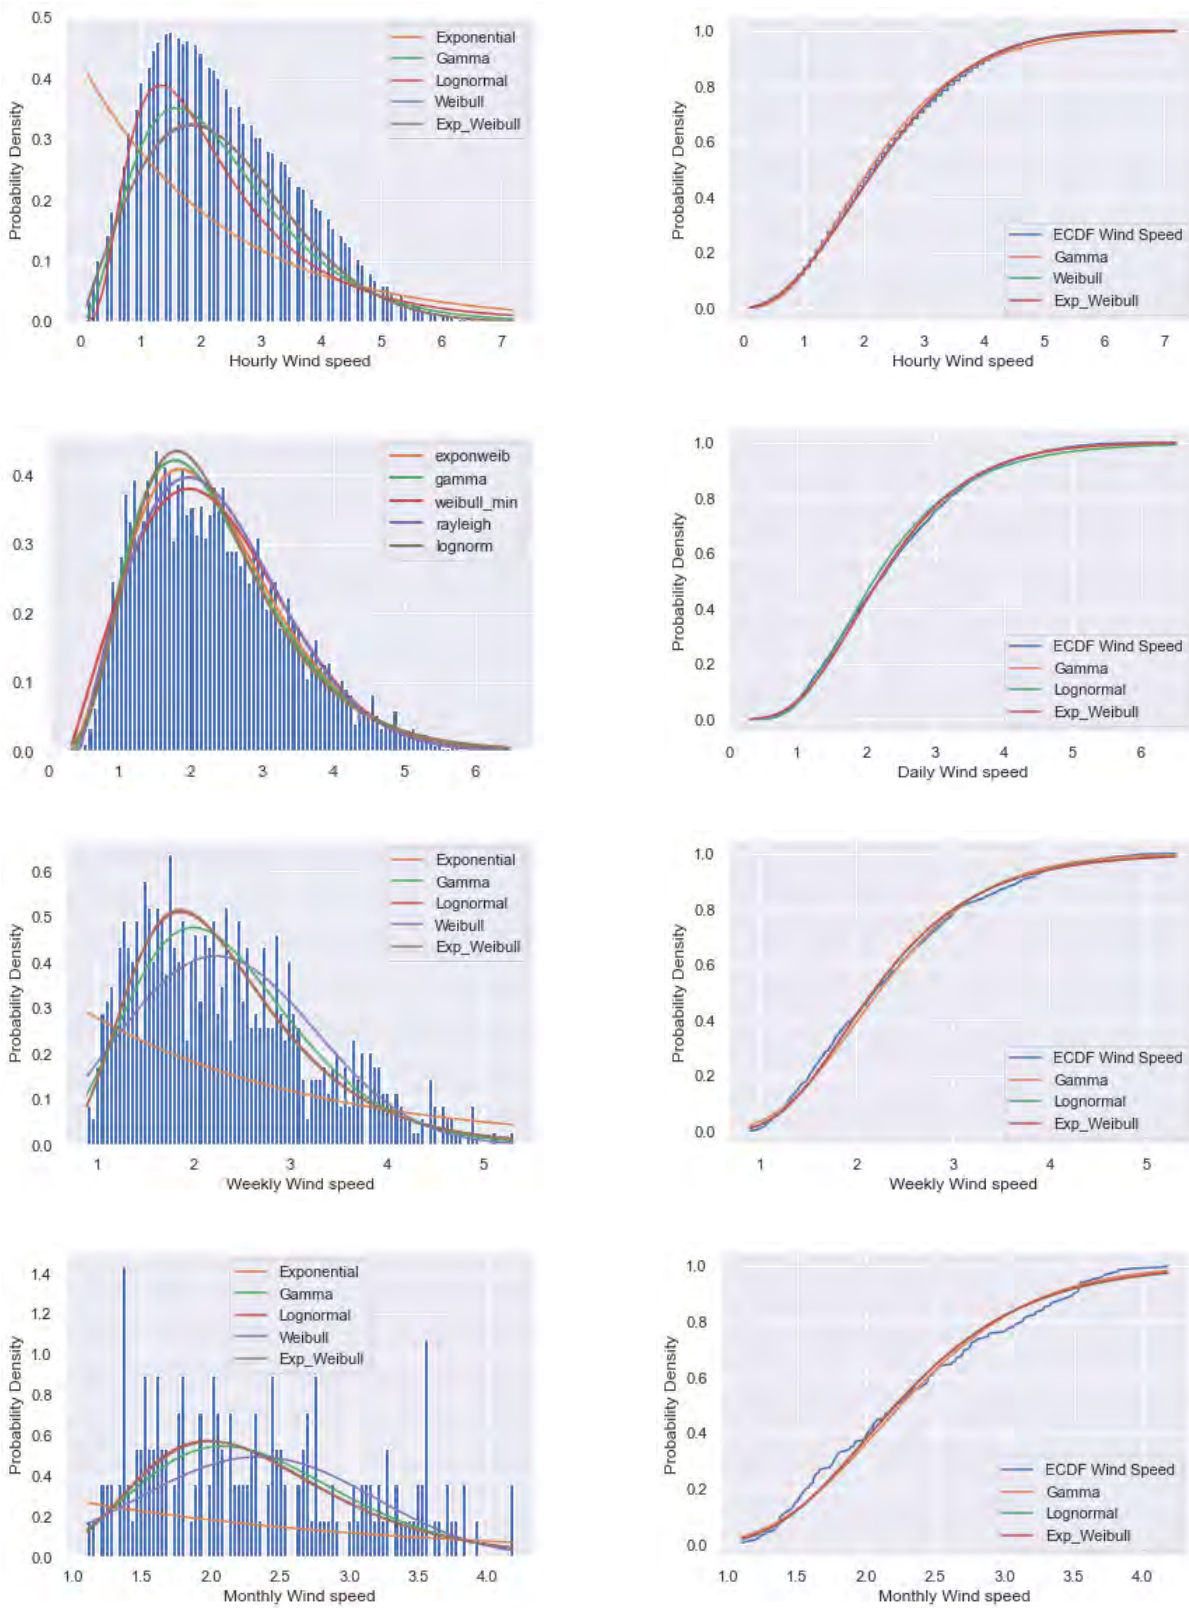 0.5
0.4
0.3
0.2
0.1
0.0
Probability Density
Exponential
Gamma
Lognormal
Weibull
Exp_Weibull
0 1 2 3 4 5 6 7
Hourly Wind speed
1.0
0.8
0.6
0.4
0.2
0.0
Probability Density
ECDF Wind Speed
Gamma
Weibull
Exp_Weibull
0 1 2 3 4 5 6 7
Hourly Wind speed
0.4
0.3
0.2
0.1
0.0
exponweib
gamma
weibull_min
rayleigh
lognorm
0 1 2 3 4 5 6
1.0
0.8
0.6
0.4
0.2
0.0
Probability Density
ECDF Wind Speed
Gamma
Lognormal
Exp_Weibull
0 1 2 3 4 5 6
Daily Wind speed
0.6
0.5
0.4
0.3
0.2
0.1
0.0
Probability Density
Exponential
Gamma
Lognormal
Weibull
Exp_Weibull
1 2 3 4 5
Weekly Wind speed
1.0
0.8
0.6
0.4
0.2
0.0
Probability Density
ECDF Wind Speed
Gamma
Lognormal
Exp_Weibull
1 2 3 4 5
Weekly Wind speed
1.4
1.2
1.0
0.8
0.6
0.4
0.2
0.0
Probability Density
Exponential
Gamma
Lognormal
Weibull
Exp_Weibull
1.0 1.5 2.0 2.5 3.0 3.5 4.0
Monthly Wind speed
1.0
0.8
0.6
0.4
0.2
0.0
Probability Density
ECDF Wind Speed
Gamma
Lognormal
Exp_Weibull
1.0 1.5 2.0 2.5 3.0 3.5 4.0
Monthly Wind speed